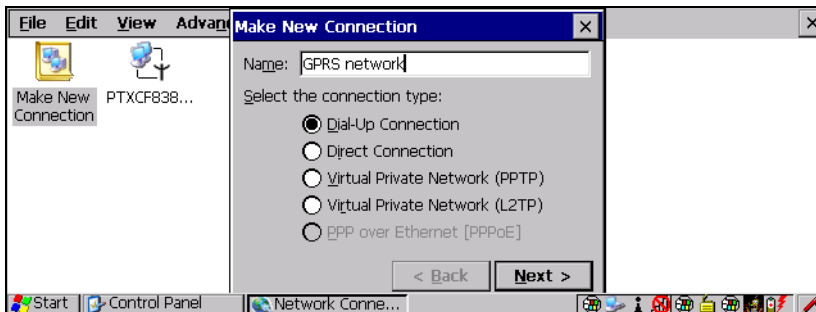 File Edit View Advan
Make New Connection
Name: GPRS network
Make New Connection
PTXCF838...
Select the connection type:
Dial-Up Connection
Direct Connection
Virtual Private Network (PPTP)
Virtual Private Network (L2TP)
PPP over Ethernet [PPPoE]
< Back
Next >
Start
Control Panel
Network Conne...